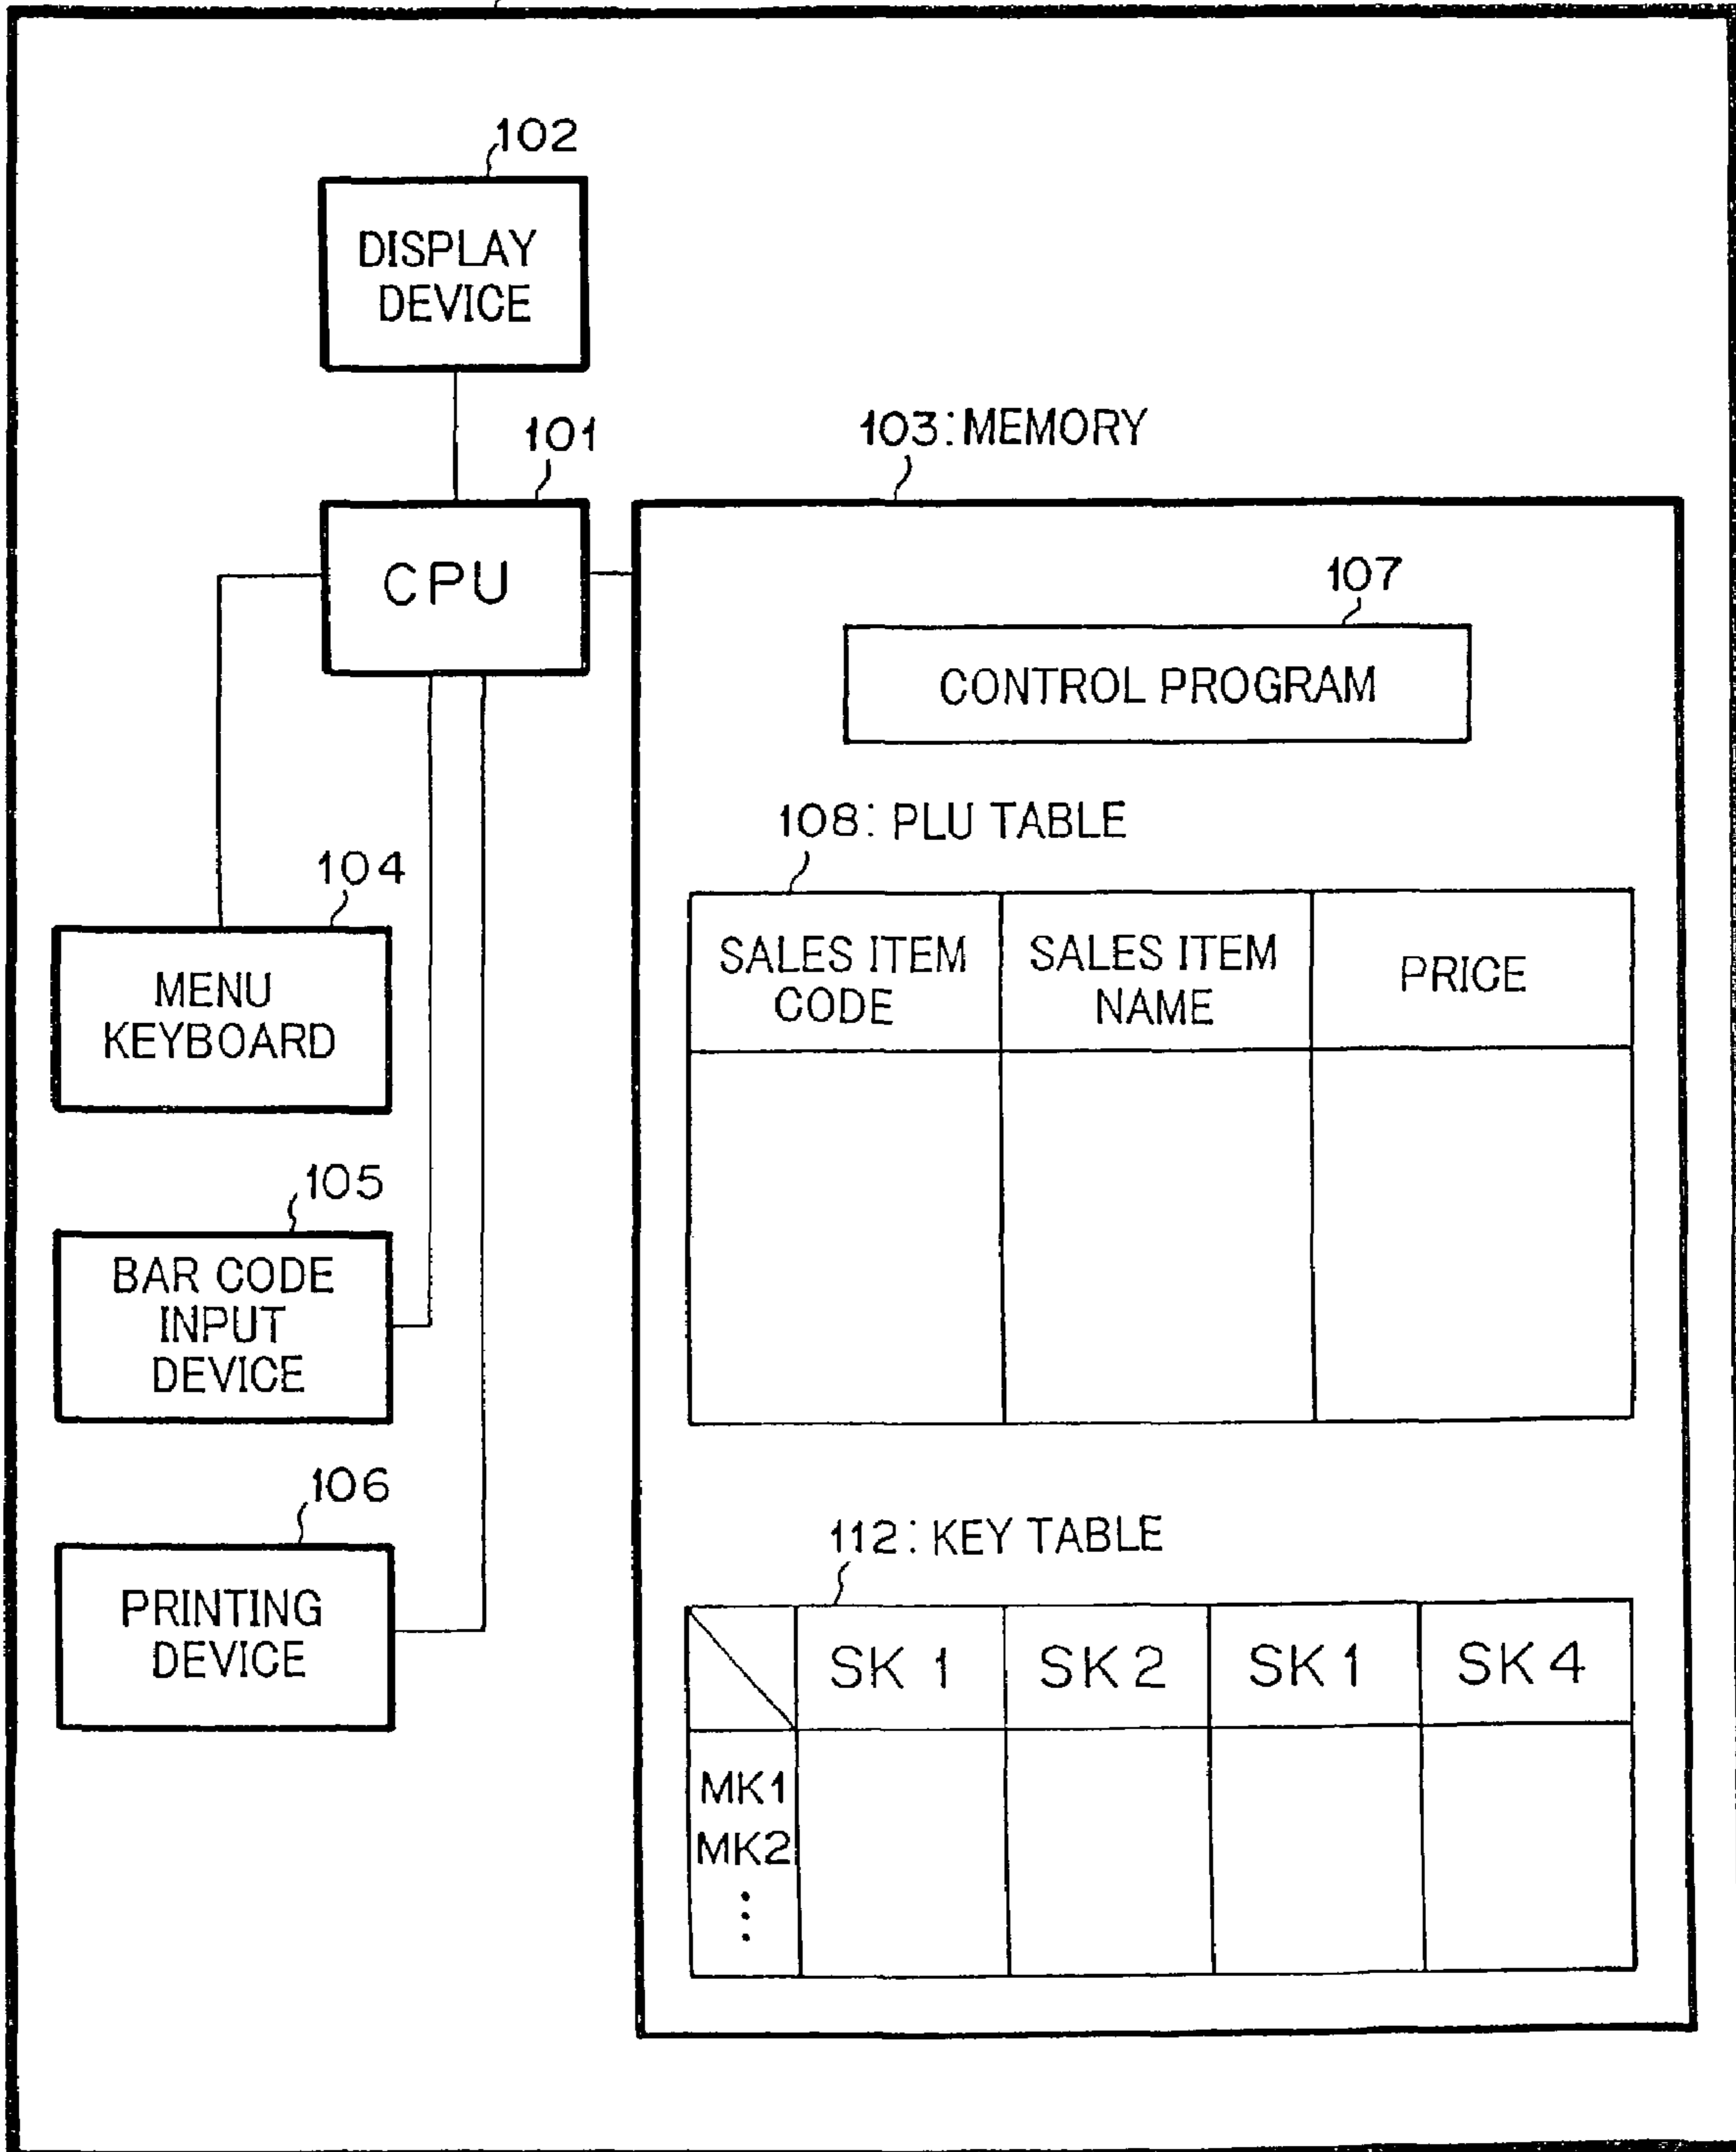 102
DISPLAY
DEVICE
101
CPU
103: MEMORY
107
CONTROL PROGRAM
108: PLU TABLE
SALES ITEM
CODE
SALES ITEM
NAME
PRICE
104
MENU
KEYBOARD
105
BAR CODE
INPUT
DEVICE
106
PRINTING
DEVICE
112: KEY TABLE
SK 1
SK 2
SK 1
SK 4
MK1
MK2
⋮